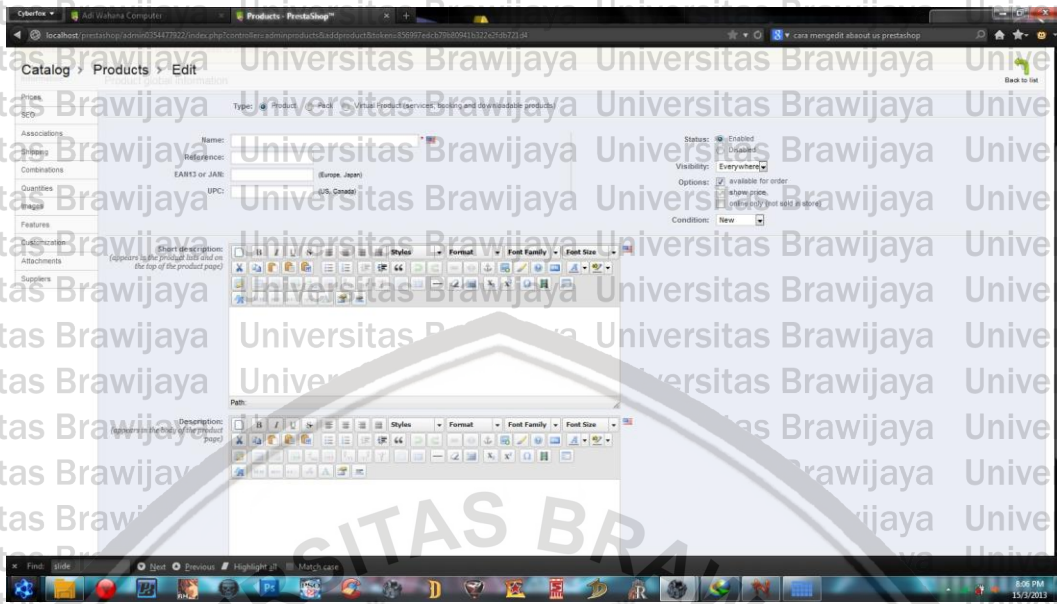 Cyberfox
Adi Wahana Computer
Products - PrestaShop™
localhost/prestashop/admin0354477922/index.php?controller=adminproducts&addproduct&token=856997edcb79b80941b322e2fdb721d4
cara mengedit abaout us prestashop
Catalog > Products > Edit
Back to list
Product global information
Prices
SEO
Associations
Shipping
Combinations
Quantities
Images
Features
Customization
Attachments
Suppliers
Type: Product Pack Virtual Product (services, booking and downloadable products)
Name: *
Reference:
EAN13 or JAN: (Europe, Japan)
UPC: (US, Canada)
Status: Enabled
Disabled
Visibility: Everywhere
Options: available for order
show price
online only (not sold in store)
Condition: New
Short description:
(appears in the product lists and on
the top of the product page)
Styles Format Font Family Font Size
Path:
Description:
(appears in the body of the product
page)
Styles Format Font Family Font Size
Find: slide Next Previous Highlight all Match case
8:06 PM
15/3/2013
Universitas Brawijaya